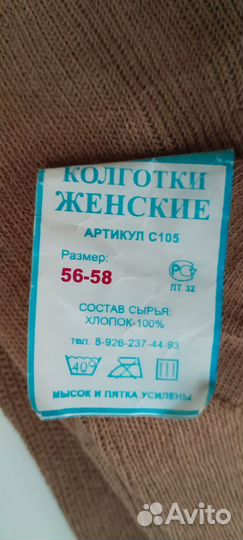 КОЛГОТКИ
ЖЕНСКИЕ
АРТИКУЛ С105
Размер:
56-58
РС
ЛТ 32
СОСТАВ СЫРЬЯ:
ХЛОПОК-100%
тел. 8-926-237-44-93
40°
МЫСОК И ПЯТКА УСИЛЕНЫ
Avito